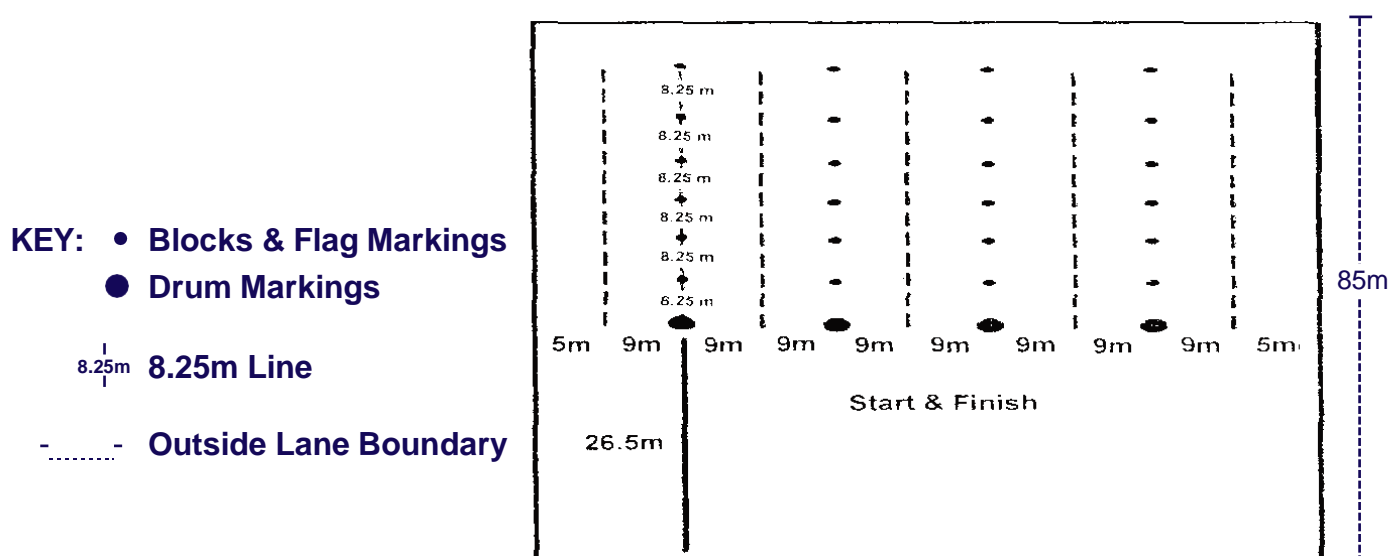 8.25 m
8.25 m
8.25 m
8.25 m
8.25 m
8.25 m
KEY: • Blocks & Flag Markings
● Drum Markings
8.25m 8.25m Line
Outside Lane Boundary
85m
5m 9m 9m 9m 9m 9m 9m 9m 9m 5m
Start & Finish
26.5m